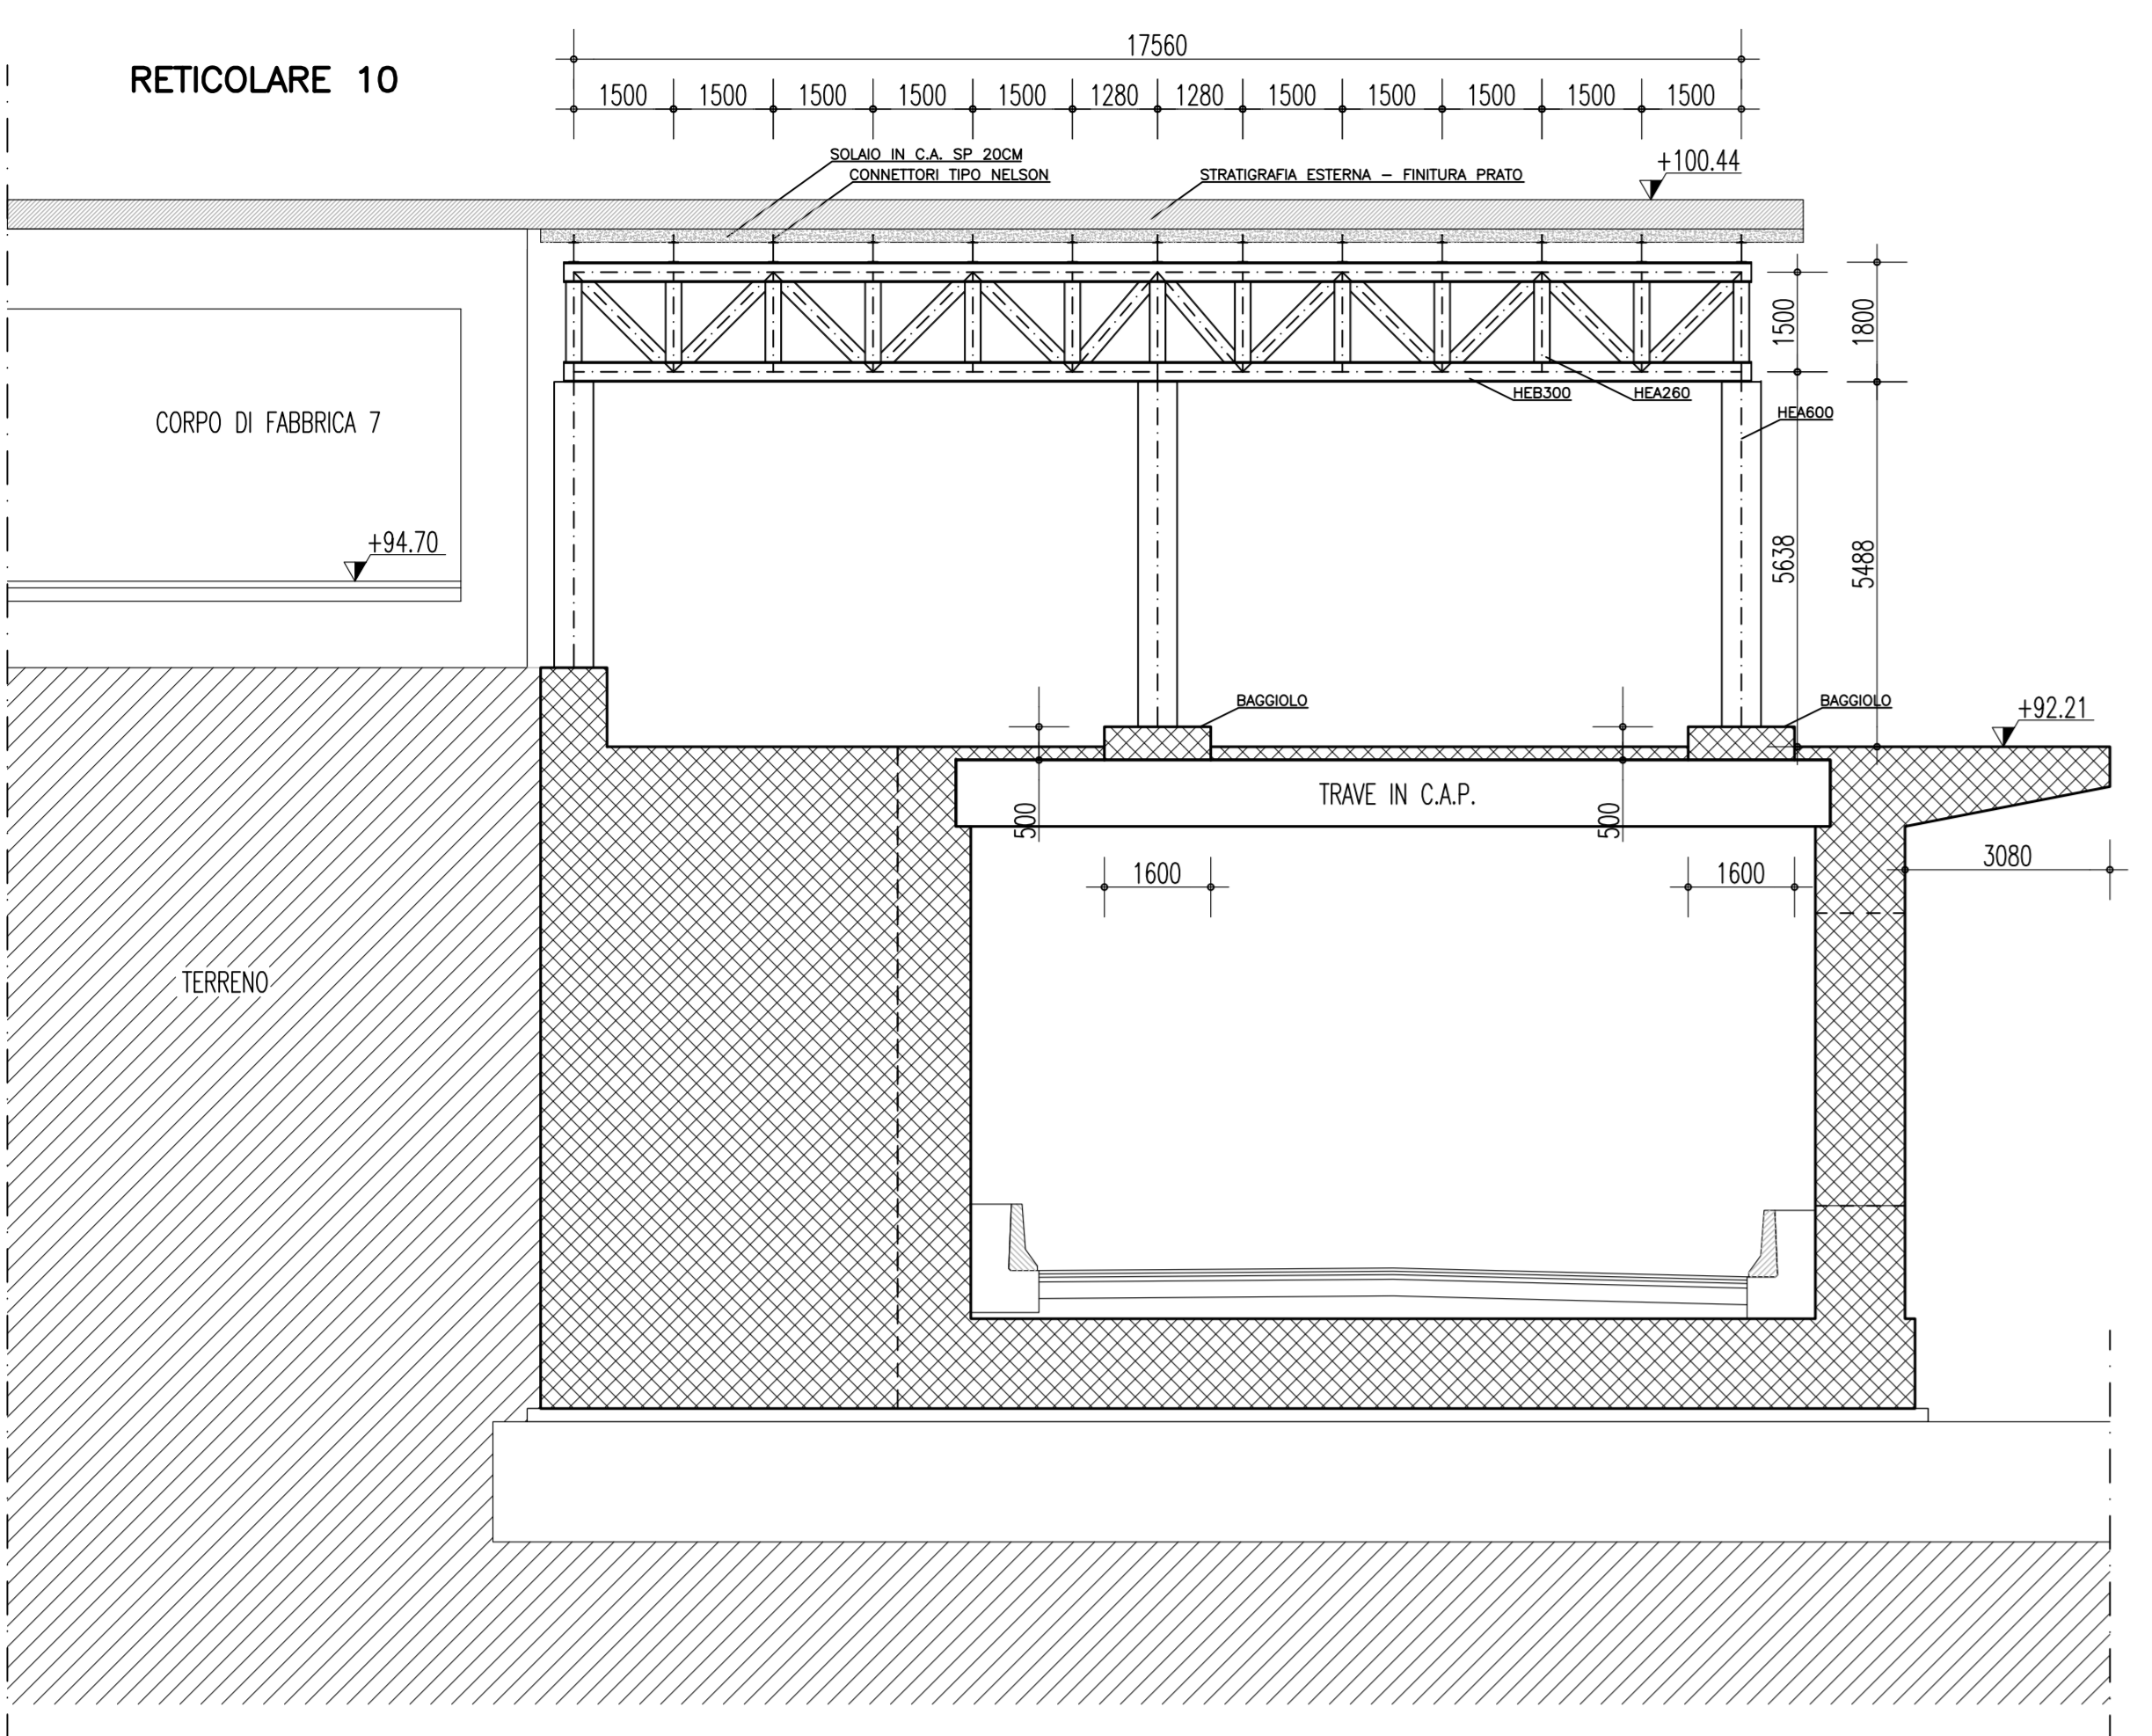 17560
RETICOLARE 10
1500 1500 1500 1500 1500 1280 1280 1500 1500 1500 1500 1500
SOLAIO IN C.A. SP 20CM
CONNETTORI TIPO NELSON
STRATIGRAFIA ESTERNA – FINITURA PRATO
+100.44
1500
1800
HEB300
HEA260
HEA600
CORPO DI FABBRICA 7
+94.70
5638
5488
BAGGIOLO
BAGGIOLO
+92.21
TRAVE IN C.A.P.
500
500
3080
1600
1600
TERRENO